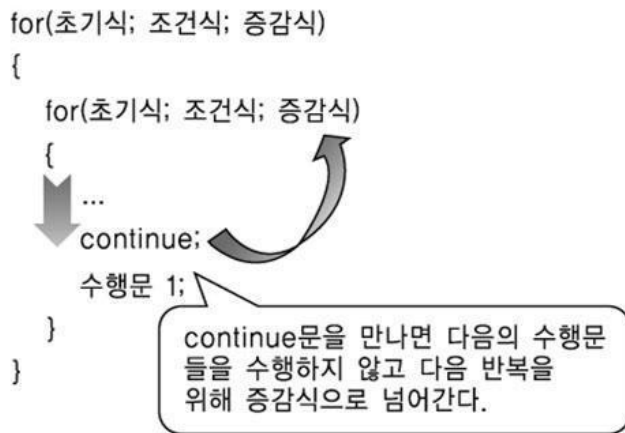 for(초기식; 조건식; 증감식)
{
for(초기식; 조건식; 증감식)
{
...
continue;
수행문 1;
}
}
continue문을 만나면 다음의 수행문
들을 수행하지 않고 다음 반복을
위해 증감식으로 넘어간다.